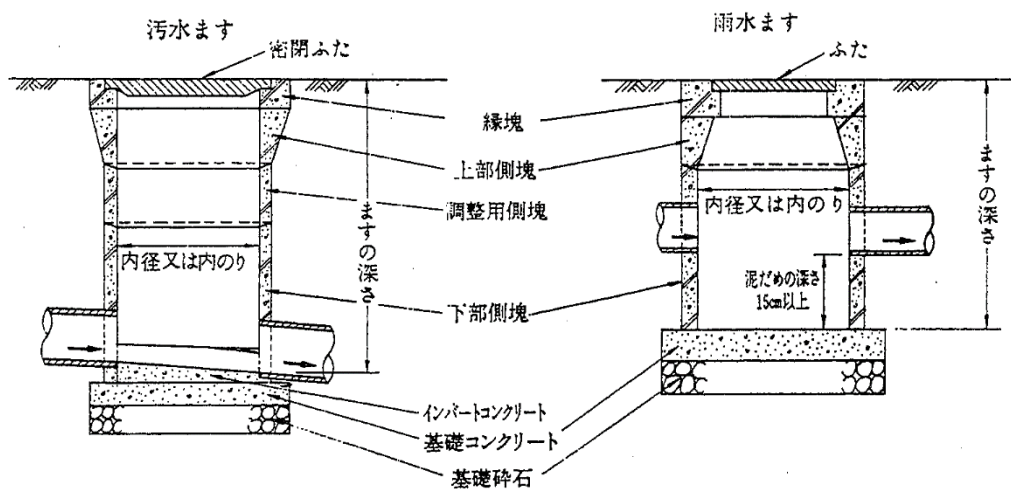 汚水ます
雨水ます
密閉ふた
ふた
縁塊
上部側塊
調整用側塊
内径又は内のり
内径又は内のり
ますの深さ
ますの深さ
泥だめの深さ
15cm以上
下部側塊
インバートコンクリート
基礎コンクリート
基礎砕石